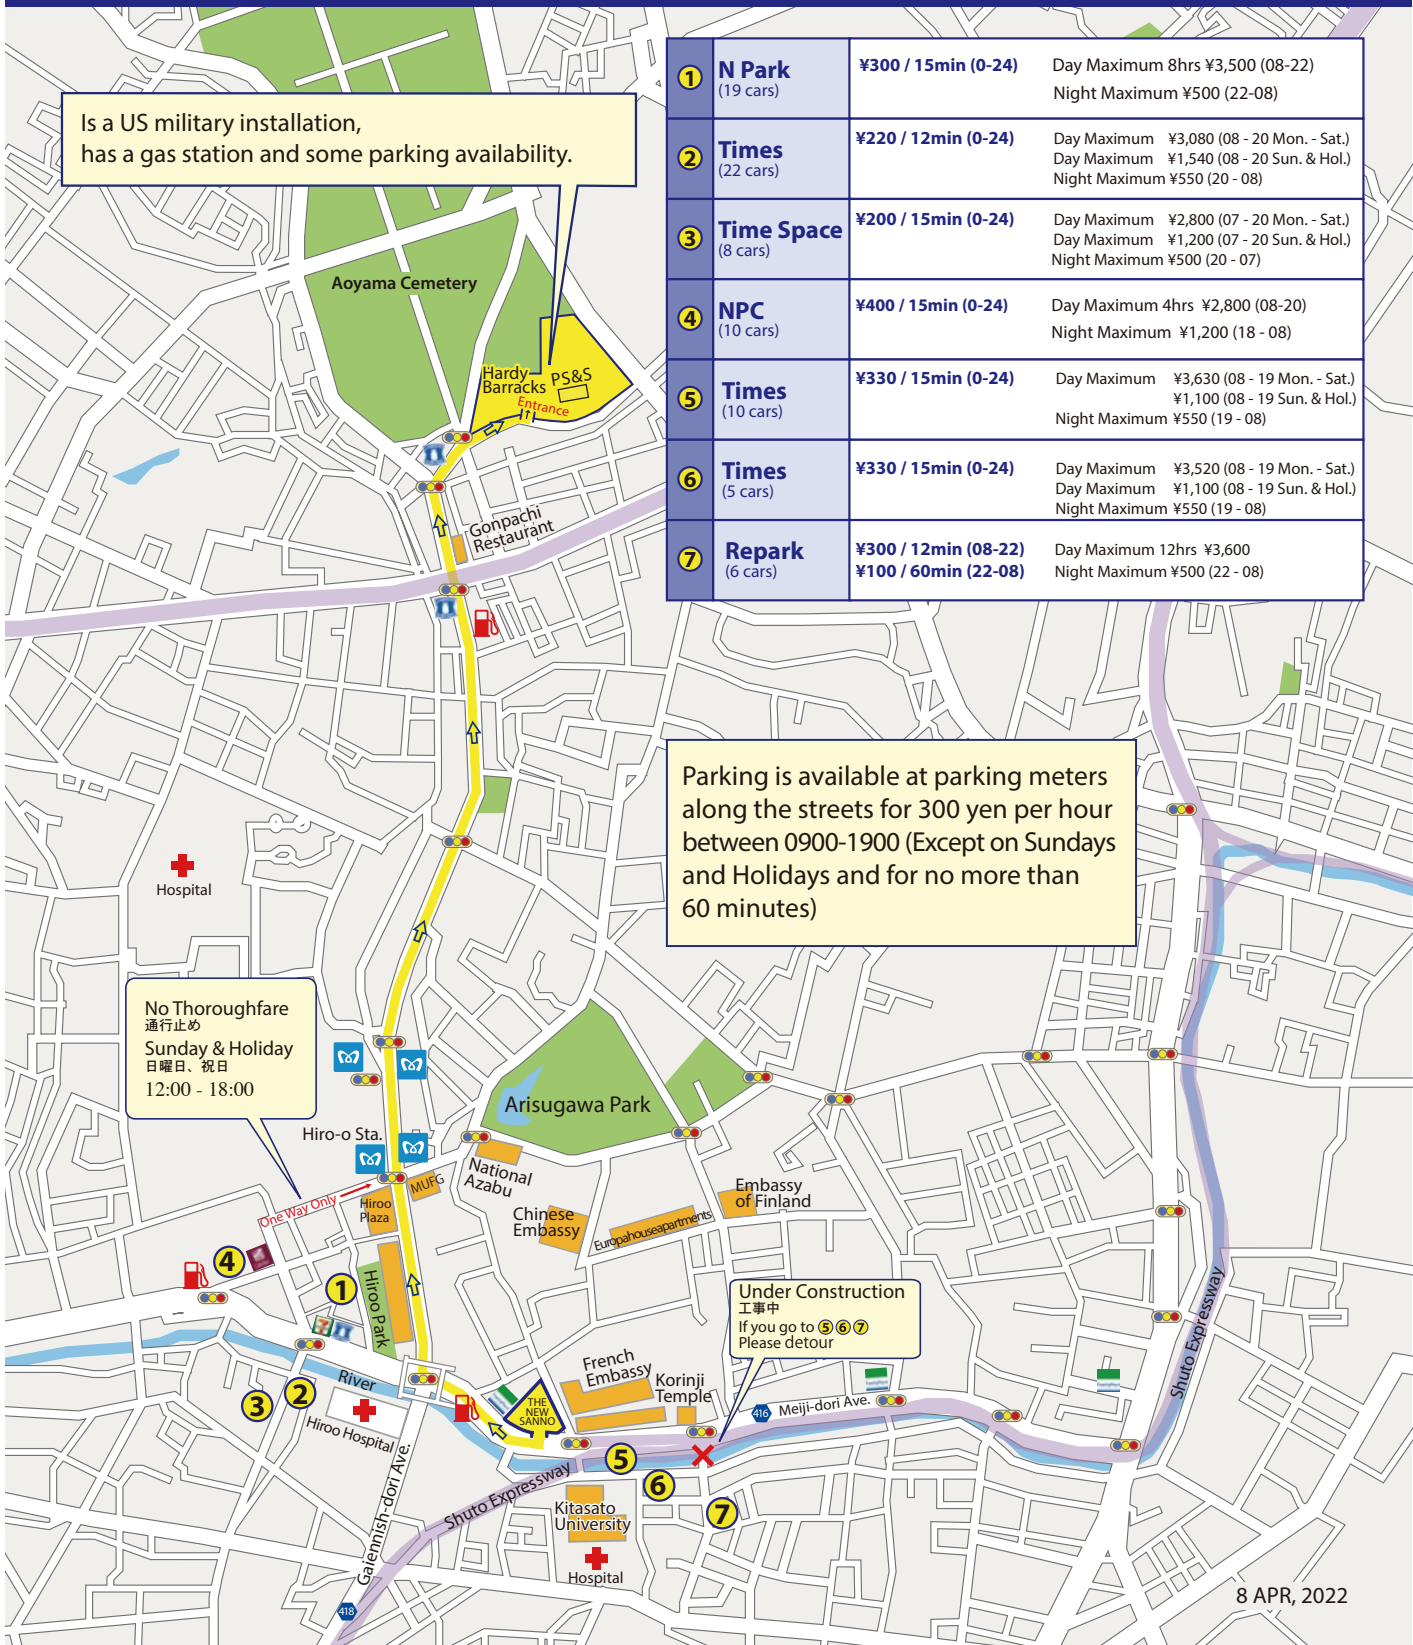 1
N Park
(19 cars)
¥300 / 15min (0-24)
Day Maximum 8hrs ¥3,500 (08-22)
Night Maximum ¥500 (22-08)
2
Times
(22 cars)
¥220 / 12min (0-24)
Day Maximum ¥3,080 (08 - 20 Mon. - Sat.)
Day Maximum ¥1,540 (08 - 20 Sun. & Hol.)
Night Maximum ¥550 (20 - 08)
3
Time Space
(8 cars)
¥200 / 15min (0-24)
Day Maximum ¥2,800 (07 - 20 Mon. - Sat.)
Day Maximum ¥1,200 (07 - 20 Sun. & Hol.)
Night Maximum ¥500 (20 - 07)
4
NPC
(10 cars)
¥400 / 15min (0-24)
Day Maximum 4hrs ¥2,800 (08-20)
Night Maximum ¥1,200 (18 - 08)
5
Times
(10 cars)
¥330 / 15min (0-24)
Day Maximum ¥3,630 (08 - 19 Mon. - Sat.)
¥1,100 (08 - 19 Sun. & Hol.)
Night Maximum ¥550 (19 - 08)
6
Times
(5 cars)
¥330 / 15min (0-24)
Day Maximum ¥3,520 (08 - 19 Mon. - Sat.)
Day Maximum ¥1,100 (08 - 19 Sun. & Hol.)
Night Maximum ¥550 (19 - 08)
7
Repark
(6 cars)
¥300 / 12min (08-22)
¥100 / 60min (22-08)
Day Maximum 12hrs ¥3,600
Night Maximum ¥500 (22 - 08)
Is a US military installation,
has a gas station and some parking availability.
Aoyama Cemetery
Hardy
Barracks
PS&S
Entrance
Gonpachi
Restaurant
Parking is available at parking meters
along the streets for 300 yen per hour
between 0900-1900 (Except on Sundays
and Holidays and for no more than
60 minutes)
Hospital
No Thoroughfare
通行止め
Sunday & Holiday
日曜日、祝日
12:00 - 18:00
Arisugawa Park
Hiro-o Sta.
National
Azabu
MUFG
Hiroo
Plaza
One Way Only
Chinese
Embassy
Europahouseapartments
Embassy
of Finland
4
1
Hiroo Park
7
Under Construction
工事中
If you go to 5 6 7
Please detour
Shuto Expressway
French
Embassy
Korinji
Temple
River
THE
NEW
SANNO
416
Meiji-dori Ave.
3
2
Hiroo Hospital
Gaiennish-dori Ave.
Shuto Expressway
5
6
7
Kitasato
University
Hospital
418
8 APR, 2022